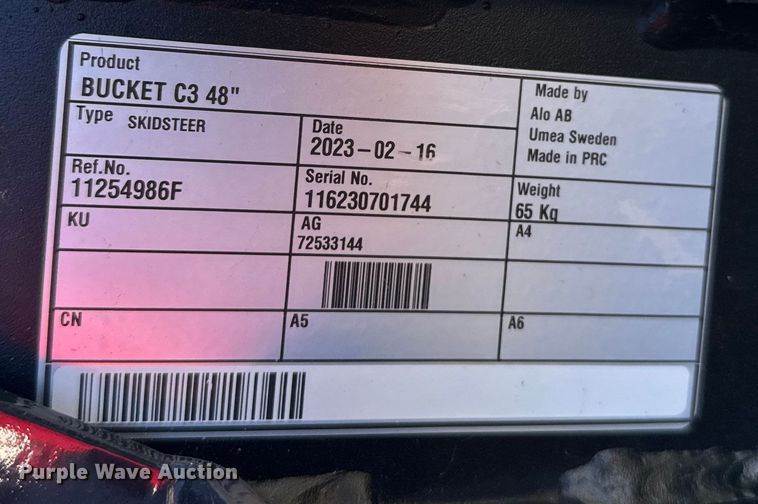 Product
BUCKET C3 48"
Made by
Alo AB
Umea Sweden
Made in PRC
Type SKIDSTEER
Date
2023-02-16
Ref.No.
11254986F
Serial No.
116230701744
Weight
65 Kg
KU
AG
72533144
A4
CN
A5
A6
Purple Wave Auction